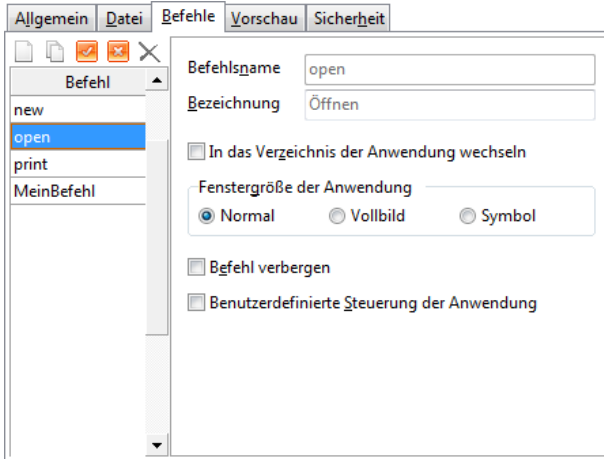 Allgemein Datei Befehle Vorschau Sicherheit
Befehl
new
open
print
MeinBefehl
Befehlsname open
Bezeichnung Öffnen
In das Verzeichnis der Anwendung wechseln
Fenstergröße der Anwendung
Normal Vollbild Symbol
Befehl verbergen
Benutzerdefinierte Steuerung der Anwendung